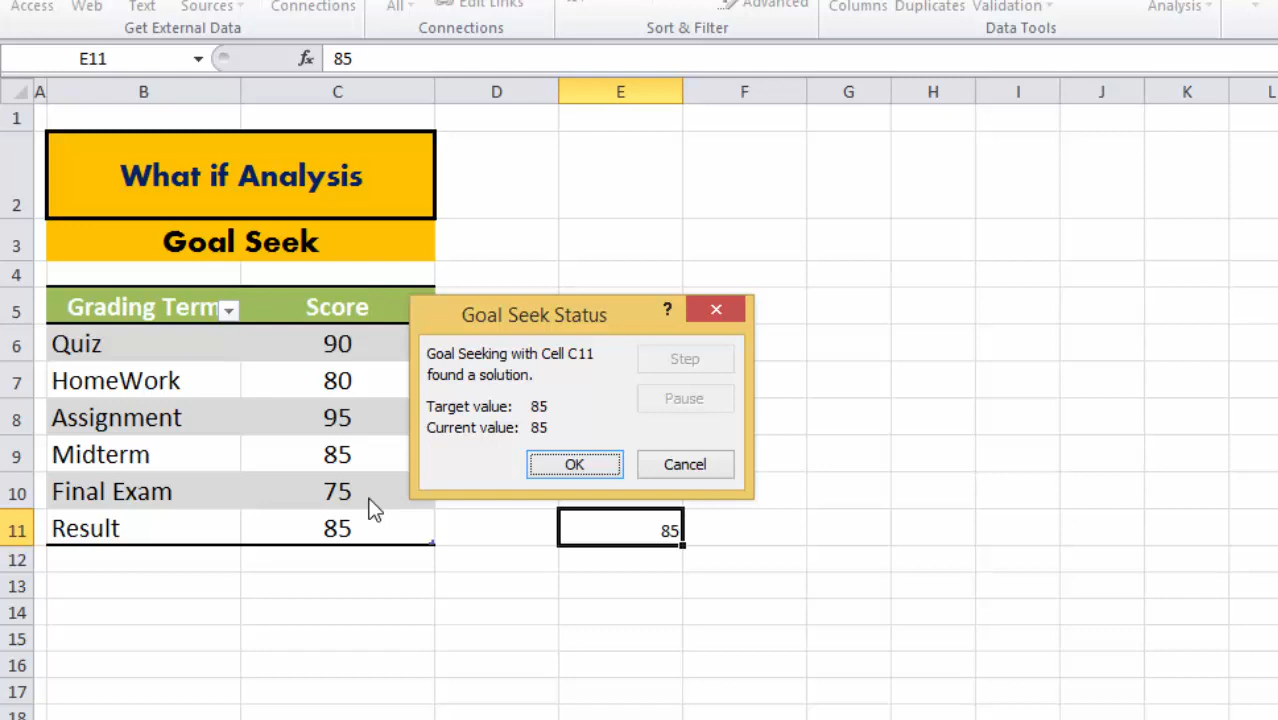 Access Web Text Sources Connections All Edit Links Advanced Columns Duplicates Validation Analysis
Get External Data Connections Sort & Filter Data Tools
E11 fx 85
A B C D E F G H I J K L
1
What if Analysis
2
Goal Seek
3
4
5 Grading Term Score
6 Quiz 90
7 HomeWork 80
8 Assignment 95
9 Midterm 85
10 Final Exam 75
11 Result 85 85
12
13
14
15
16
17
18
Goal Seek Status ?
Goal Seeking with Cell C11
found a solution.
Step
Pause
Target value: 85
Current value: 85
OK Cancel